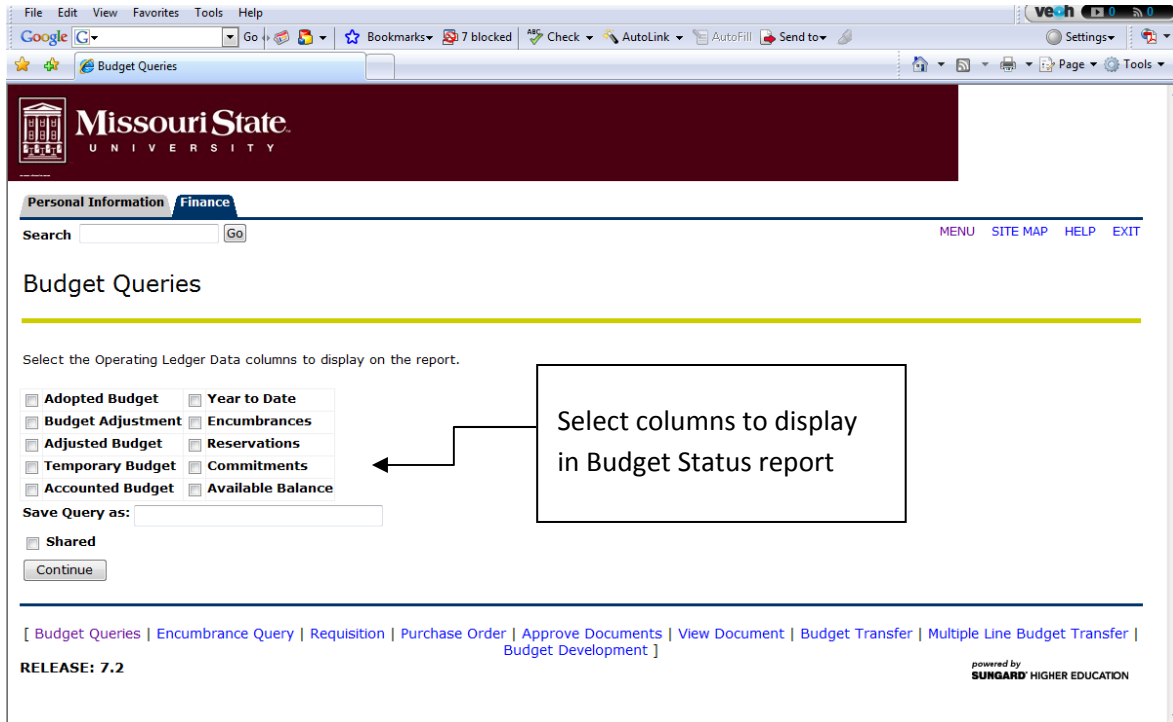 File Edit View Favorites Tools Help
veoh 0 0
Google G Go Bookmarks 7 blocked ABC Check AutoLink AutoFill Send to Settings
Budget Queries Page Tools
Missouri State
UNIVERSITY
Personal Information Finance
Search Go MENU SITE MAP HELP EXIT
Budget Queries
Select the Operating Ledger Data columns to display on the report.
Adopted Budget Year to Date
Budget Adjustment Encumbrances
Adjusted Budget Reservations
Temporary Budget Commitments
Accounted Budget Available Balance
Save Query as:
Shared
Continue
Select columns to display
in Budget Status report
[ Budget Queries | Encumbrance Query | Requisition | Purchase Order | Approve Documents | View Document | Budget Transfer | Multiple Line Budget Transfer |
Budget Development ]
RELEASE: 7.2
powered by
SUNGARD' HIGHER EDUCATION